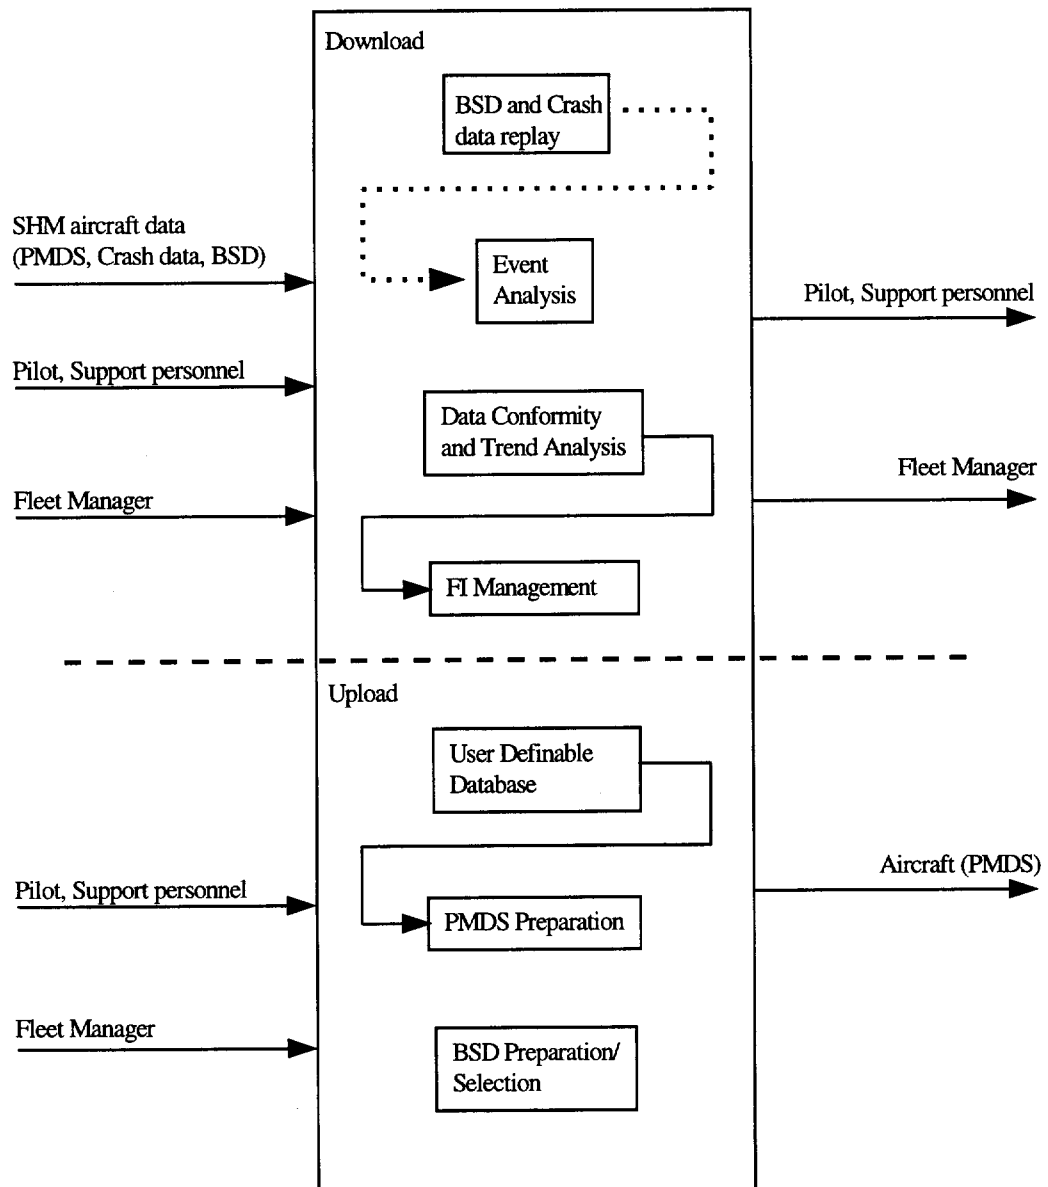 Download
BSD and Crash
data replay
SHM aircraft data
(PMDS, Crash data, BSD)
Event
Analysis
Pilot, Support personnel
Pilot, Support personnel
Data Conformity
and Trend Analysis
Fleet Manager
Fleet Manager
FI Management
Upload
User Definable
Database
Aircraft (PMDS)
Pilot, Support personnel
PMDS Preparation
Fleet Manager
BSD Preparation/
Selection